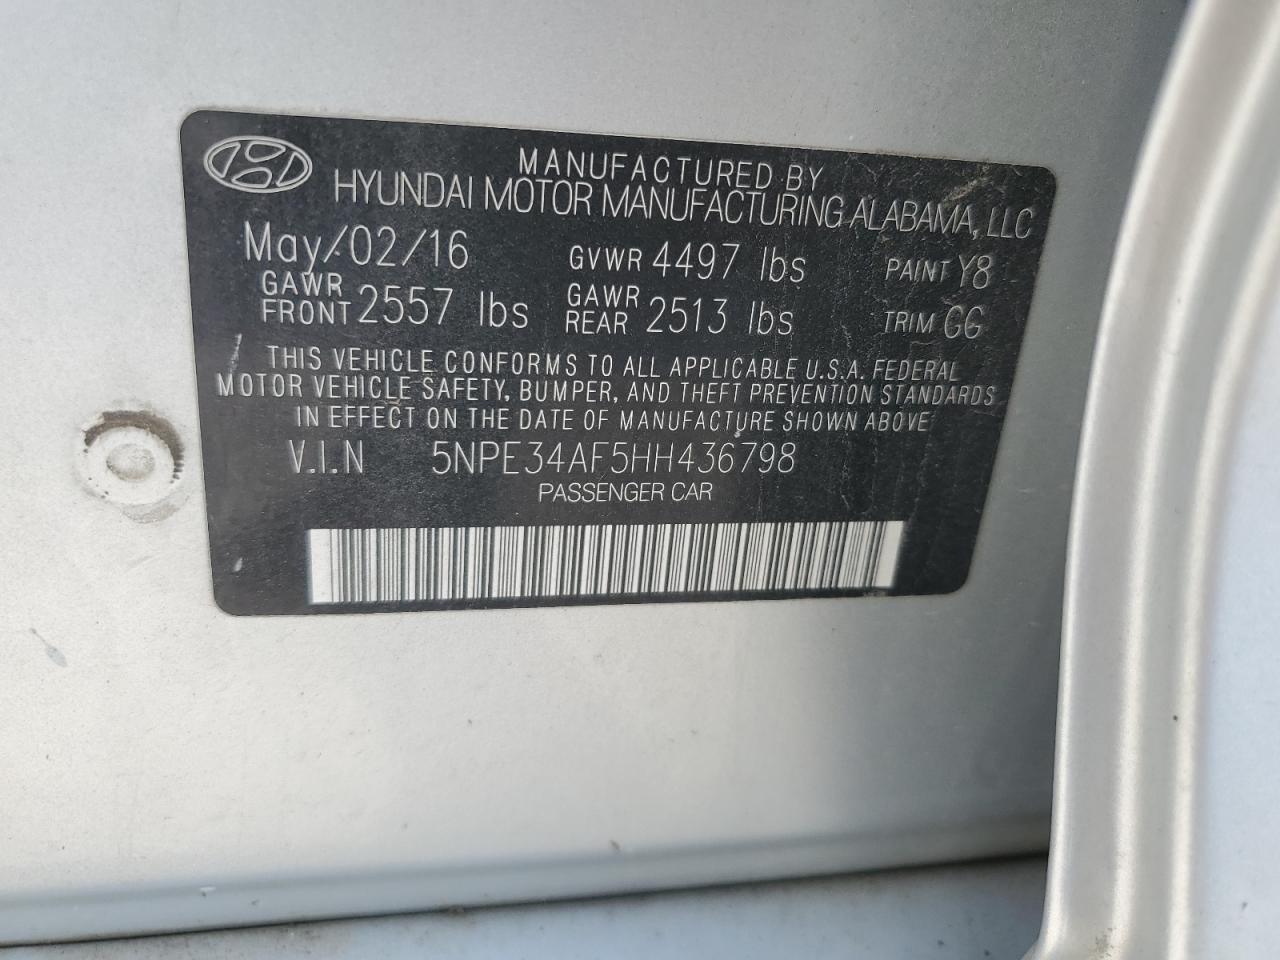 MANUFACTURED BY
HYUNDAI MOTOR MANUFACTURING ALABAMA, LLC
May/02/16 GVWR 4497 lbs PAINT Y8
GAWR FRONT 2557 lbs GAWR REAR 2513 lbs TRIM GG
THIS VEHICLE CONFORMS TO ALL APPLICABLE U.S.A. FEDERAL
MOTOR VEHICLE SAFETY, BUMPER, AND THEFT PREVENTION STANDARDS
IN EFFECT ON THE DATE OF MANUFACTURE SHOWN ABOVE
V.I.N 5NPE34AF5HH436798
PASSENGER CAR